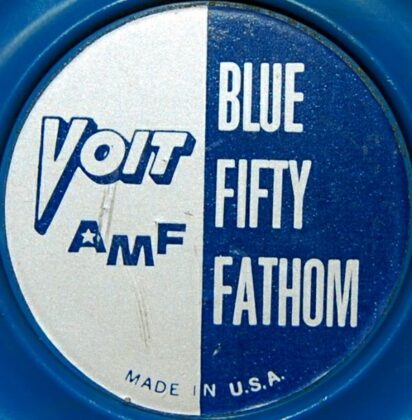 VOIT
AMF
BLUE
FIFTY
FATHOM
MADE IN U.S.A.